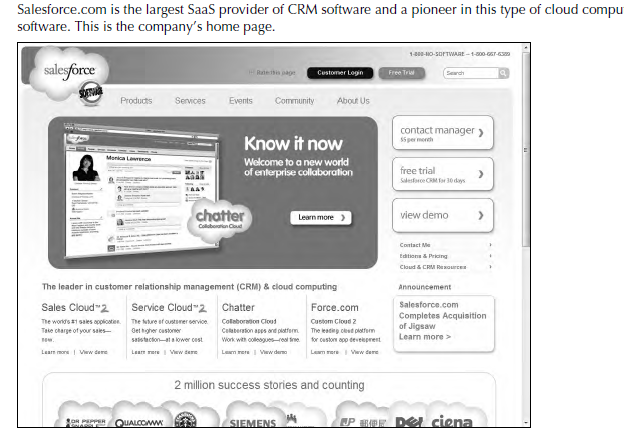 Salesforce.com is the largest SaaS provider of CRM software and a pioneer in this type of cloud compu
software. This is the company's home page.
1-800-NO-SOFTWARE – 1-800-667-6389
salesforce
SOFTWARE
Rate this page
Customer Login
Free Trial
Search
Products Services Events Community About Us
Monica Lawrence
Know it now
Welcome to a new world
of enterprise collaboration
chatter
Collaboration Cloud
Learn more
contact manager
$5 per month
free trial
Salesforce CRM for 30 days
view demo
Contact Me
Editions & Pricing
Cloud & CRM Resources
The leader in customer relationship management (CRM) & cloud computing
Sales Cloud™2
The world's #1 sales application.
Take charge of your sales—
now.
Learn more | View demo
Service Cloud™2
The future of customer service.
Get higher customer
satisfaction—at a lower cost.
Learn more | View demo
Chatter
Collaboration Cloud
Collaboration apps and platform.
Work with colleagues—real time.
Learn more | View demo
Force.com
Custom Cloud 2
The leading cloud platform
for custom app development.
Learn more | View demo
Announcement
Salesforce.com
Completes Acquisition
of Jigsaw
Learn more >
2 million success stories and counting
DR PEPPER
SNAPPLE
QUALCOMM
SIEMENS
JP 郵便局
DELL
ciena